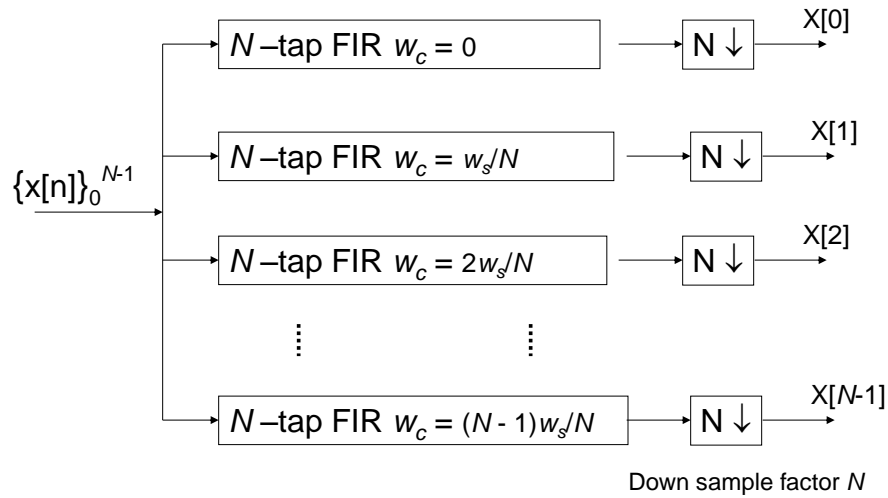 N –tap FIR w_c = 0 N ↓ X[0]
N –tap FIR w_c = w_s/N N ↓ X[1]
{x[n]}_0^{N-1}
N –tap FIR w_c = 2w_s/N N ↓ X[2]
N –tap FIR w_c = (N - 1)w_s/N N ↓ X[N-1]
Down sample factor N